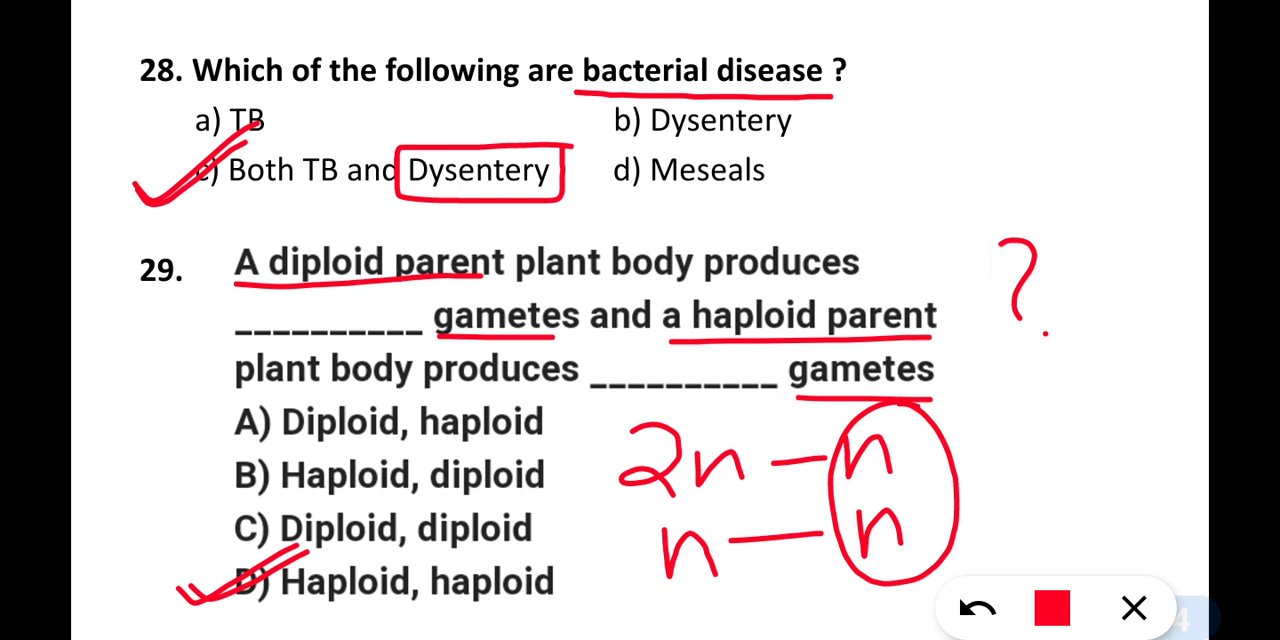 28. Which of the following are bacterial disease ?
a) TB b) Dysentery
c) Both TB and Dysentery d) Meseals
29. A diploid parent plant body produces
__________ gametes and a haploid parent ?
plant body produces __________ gametes
A) Diploid, haploid
2n - n
B) Haploid, diploid
C) Diploid, diploid
n - n
D) Haploid, haploid
4